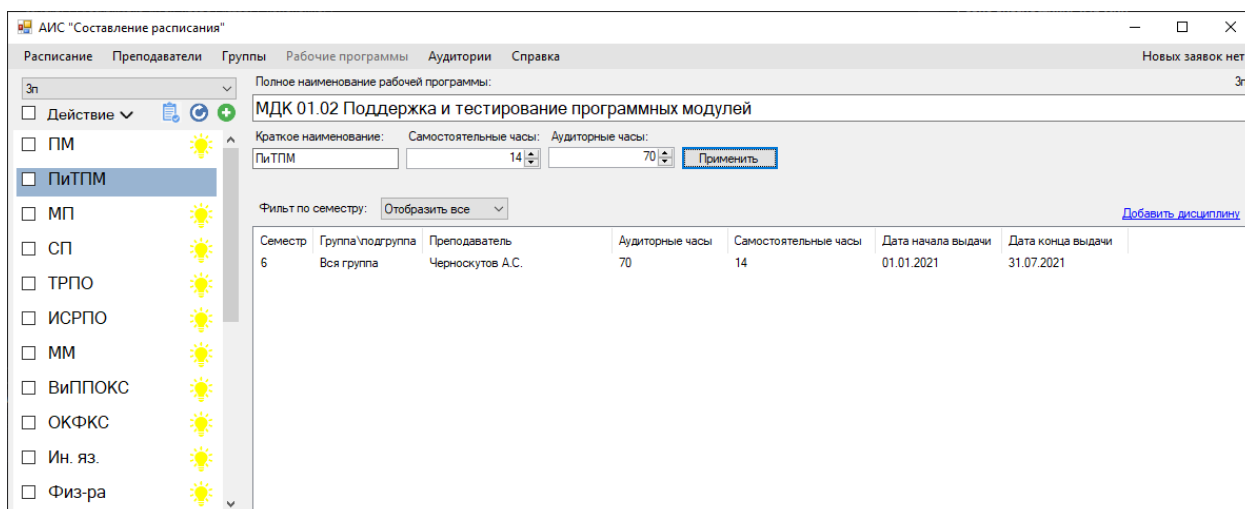 АИС "Составление расписания"
Расписание Преподаватели Группы Рабочие программы Аудитории Справка Новых заявок нет
3п
Действие
ПМ
ПиТПМ
МП
СП
ТРПО
ИСРПО
ММ
ВиППОКС
ОКФКС
Ин. яз.
Физ-ра
Полное наименование рабочей программы: 3п
МДК 01.02 Поддержка и тестирование программных модулей
Краткое наименование: Самостоятельные часы: Аудиторные часы:
ПиТПМ 14 70 Применить
Фильт по семестру: Отобразить все Добавить дисциплину
Семестр Группа\подгруппа Преподаватель Аудиторные часы Самостоятельные часы Дата начала выдачи Дата конца выдачи
6 Вся группа Черноскутов А.С. 70 14 01.01.2021 31.07.2021